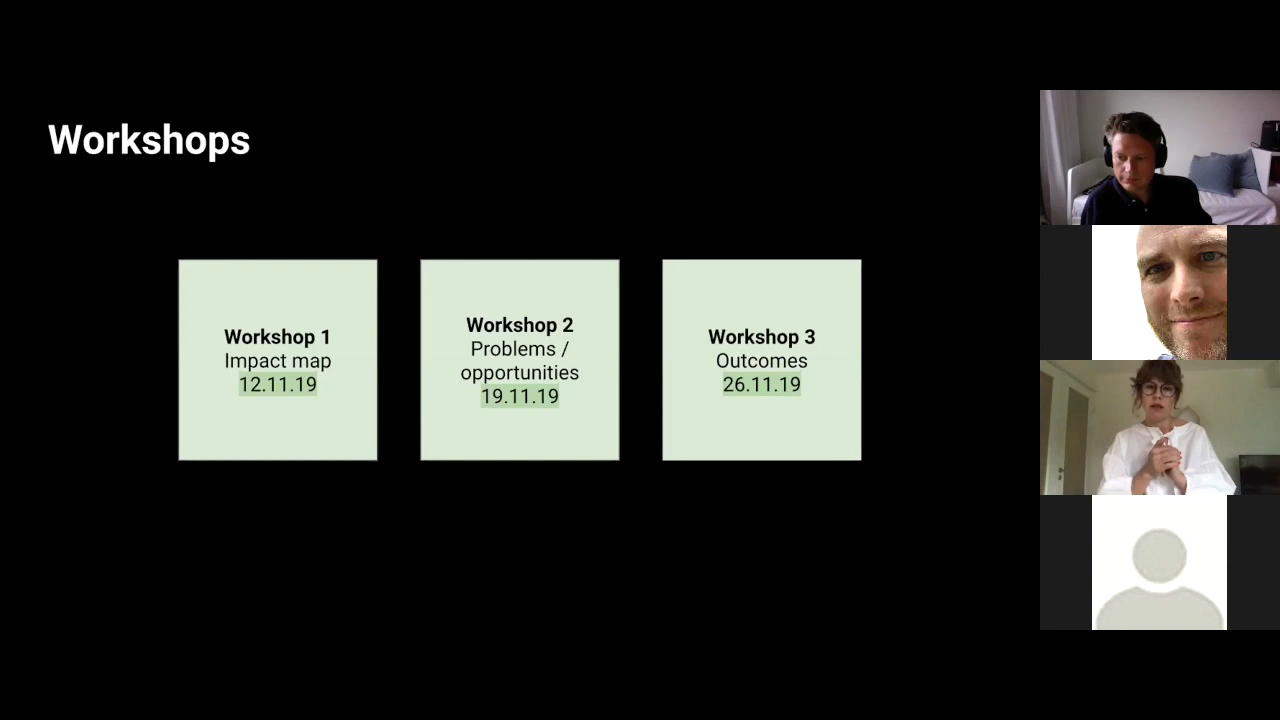 Workshops
Workshop 1
Impact map
12.11.19
Workshop 2
Problems /
opportunities
19.11.19
Workshop 3
Outcomes
26.11.19